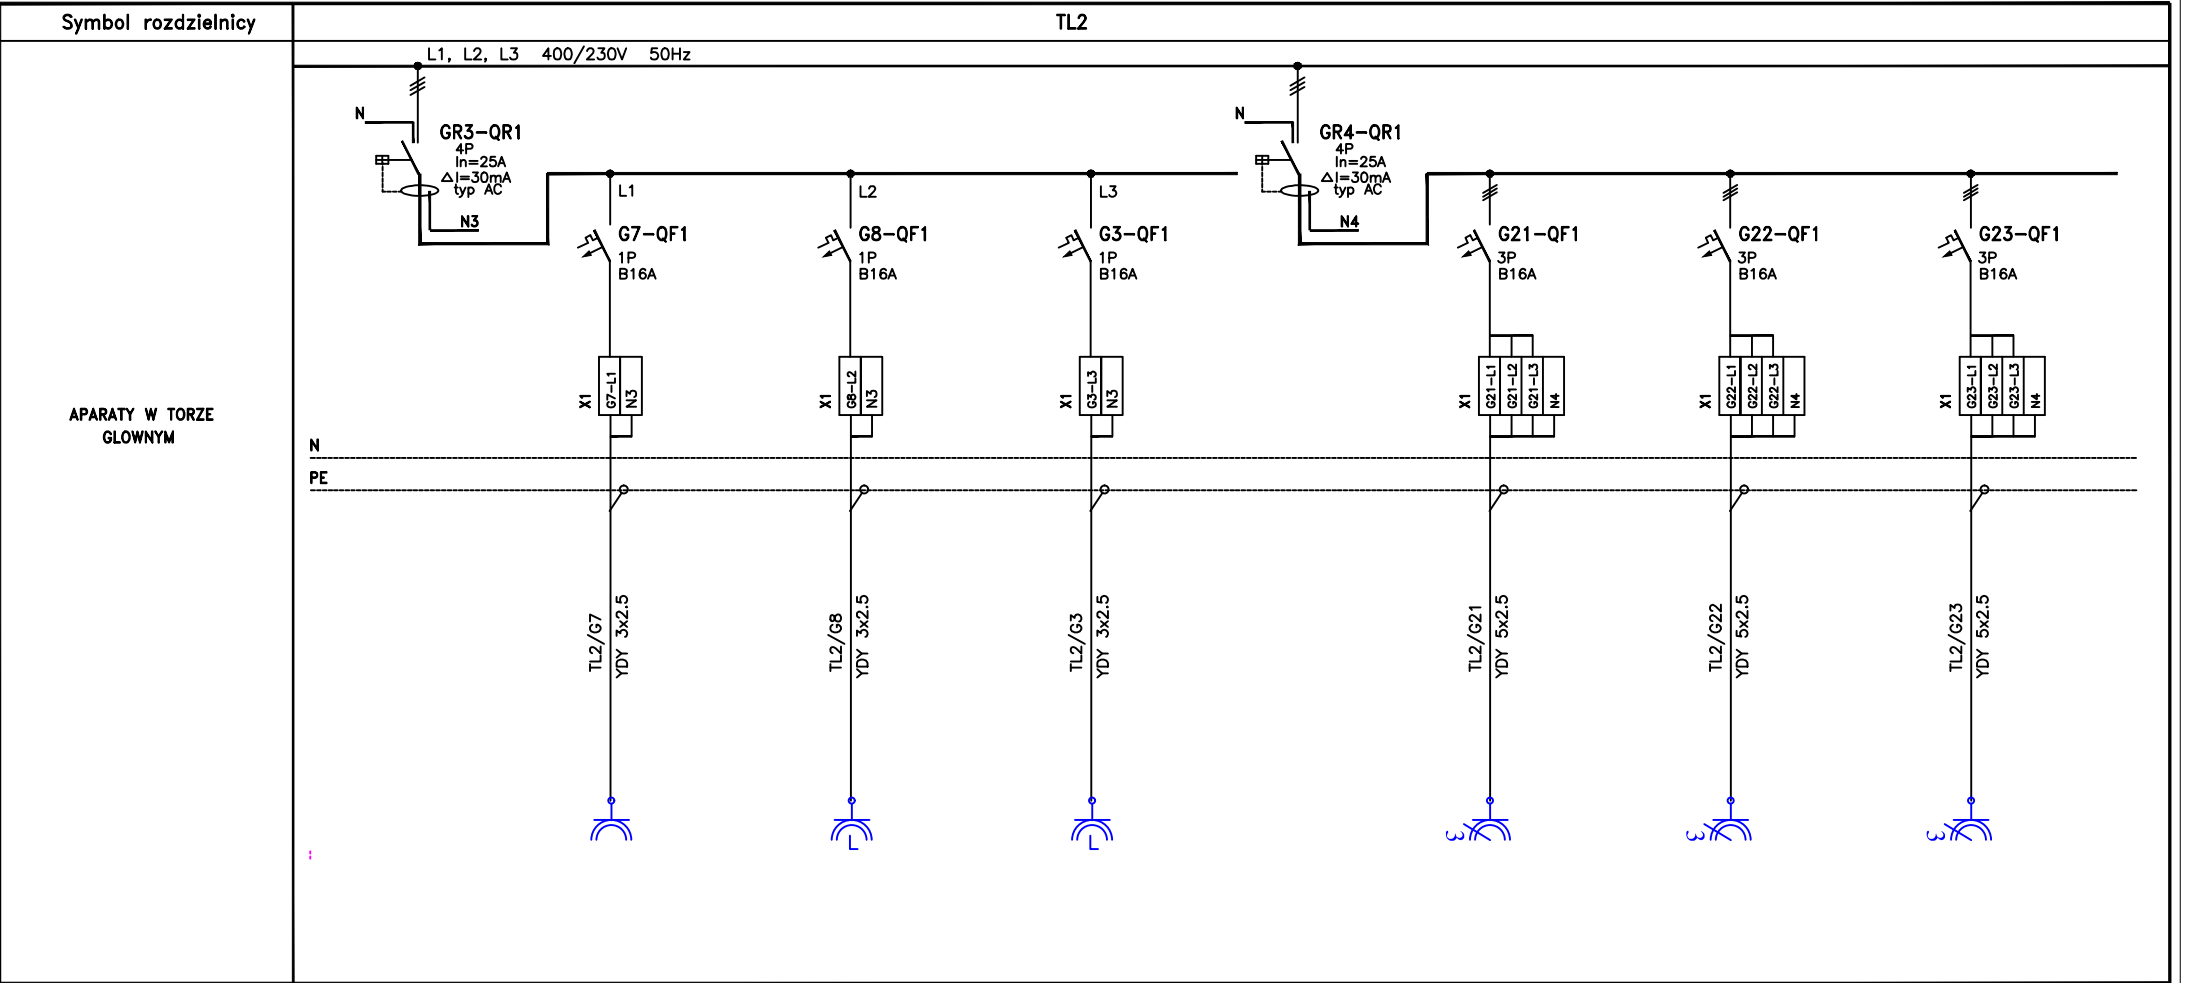 Symbol rozdzielnicy
TL2
L1, L2, L3 400/230V 50Hz
N
GR3-QR1
4P
In=25A
△I=30mA
typ AC
N3
L1
G7-QF1
1P
B16A
L2
G8-QF1
1P
B16A
L3
G3-QF1
1P
B16A
N
GR4-QR1
4P
In=25A
△I=30mA
typ AC
N4
G21-QF1
3P
B16A
G22-QF1
3P
B16A
G23-QF1
3P
B16A
APARATY W TORZE
GLOWNYM
X1
G7-L1
N3
X1
G8-L2
N3
X1
G3-L3
N3
X1
G21-L1
G21-L2
G21-L3
N4
X1
G22-L1
G22-L2
G22-L3
N4
X1
G23-L1
G23-L2
G23-L3
N4
N
PE
TL2/G7
YDY 3x2.5
TL2/G8
YDY 3x2.5
TL2/G3
YDY 3x2.5
TL2/G21
YDY 5x2.5
TL2/G22
YDY 5x2.5
TL2/G23
YDY 5x2.5
L
L
3
3
3